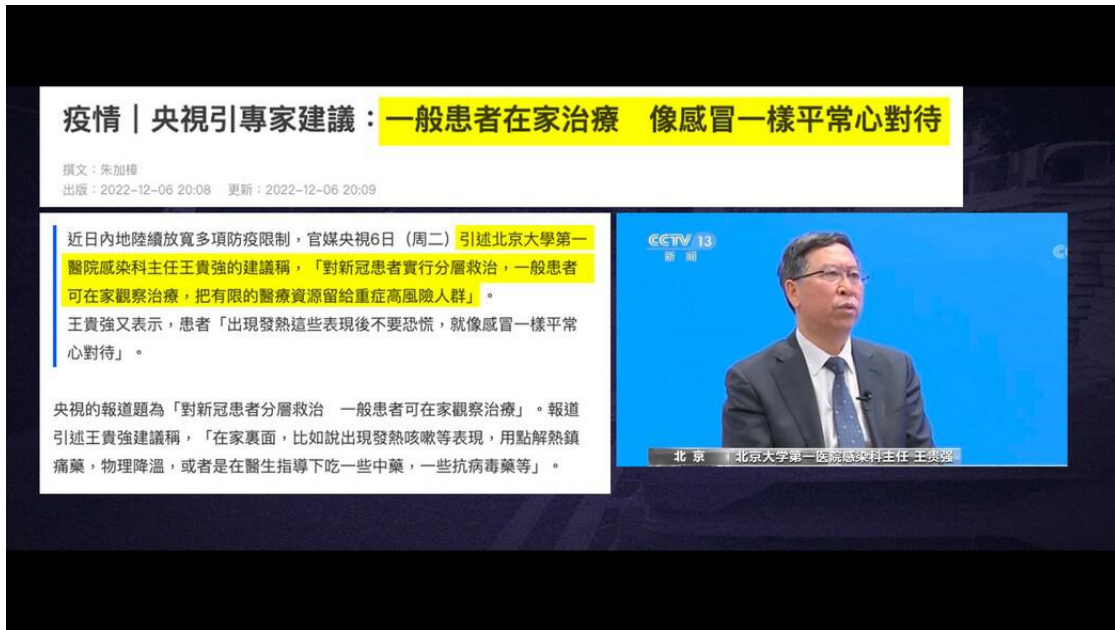 疫情｜央視引專家建議：一般患者在家治療　像感冒一樣平常心對待
撰文：朱加樟
出版：2022-12-06 20:08　更新：2022-12-06 20:09
近日內地陸續放寬多項防疫限制，官媒央視6日（周二）引述北京大學第一
醫院感染科主任王貴強的建議稱，「對新冠患者實行分層救治，一般患者
可在家觀察治療，把有限的醫療資源留給重症高風險人群」。
王貴強又表示，患者「出現發熱這些表現後不要恐慌，就像感冒一樣平常
心對待」。
央視的報道題為「對新冠患者分層救治　一般患者可在家觀察治療」。報道
引述王貴強建議稱，「在家裏面，比如說出現發熱咳嗽等表現，用點解熱鎮
痛藥，物理降溫，或者是在醫生指導下吃一些中藥，一些抗病毒藥等」。
CCTV 13
新 闻
北 京　北京大学第一医院感染科主任 王贵强